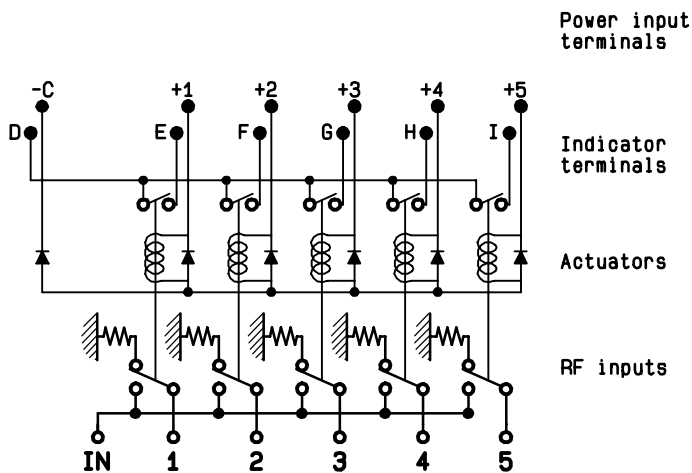 Power input
terminals
-C +1 +2 +3 +4 +5
D E F G H I
Indicator
terminals
Actuators
RF inputs
IN 1 2 3 4 5